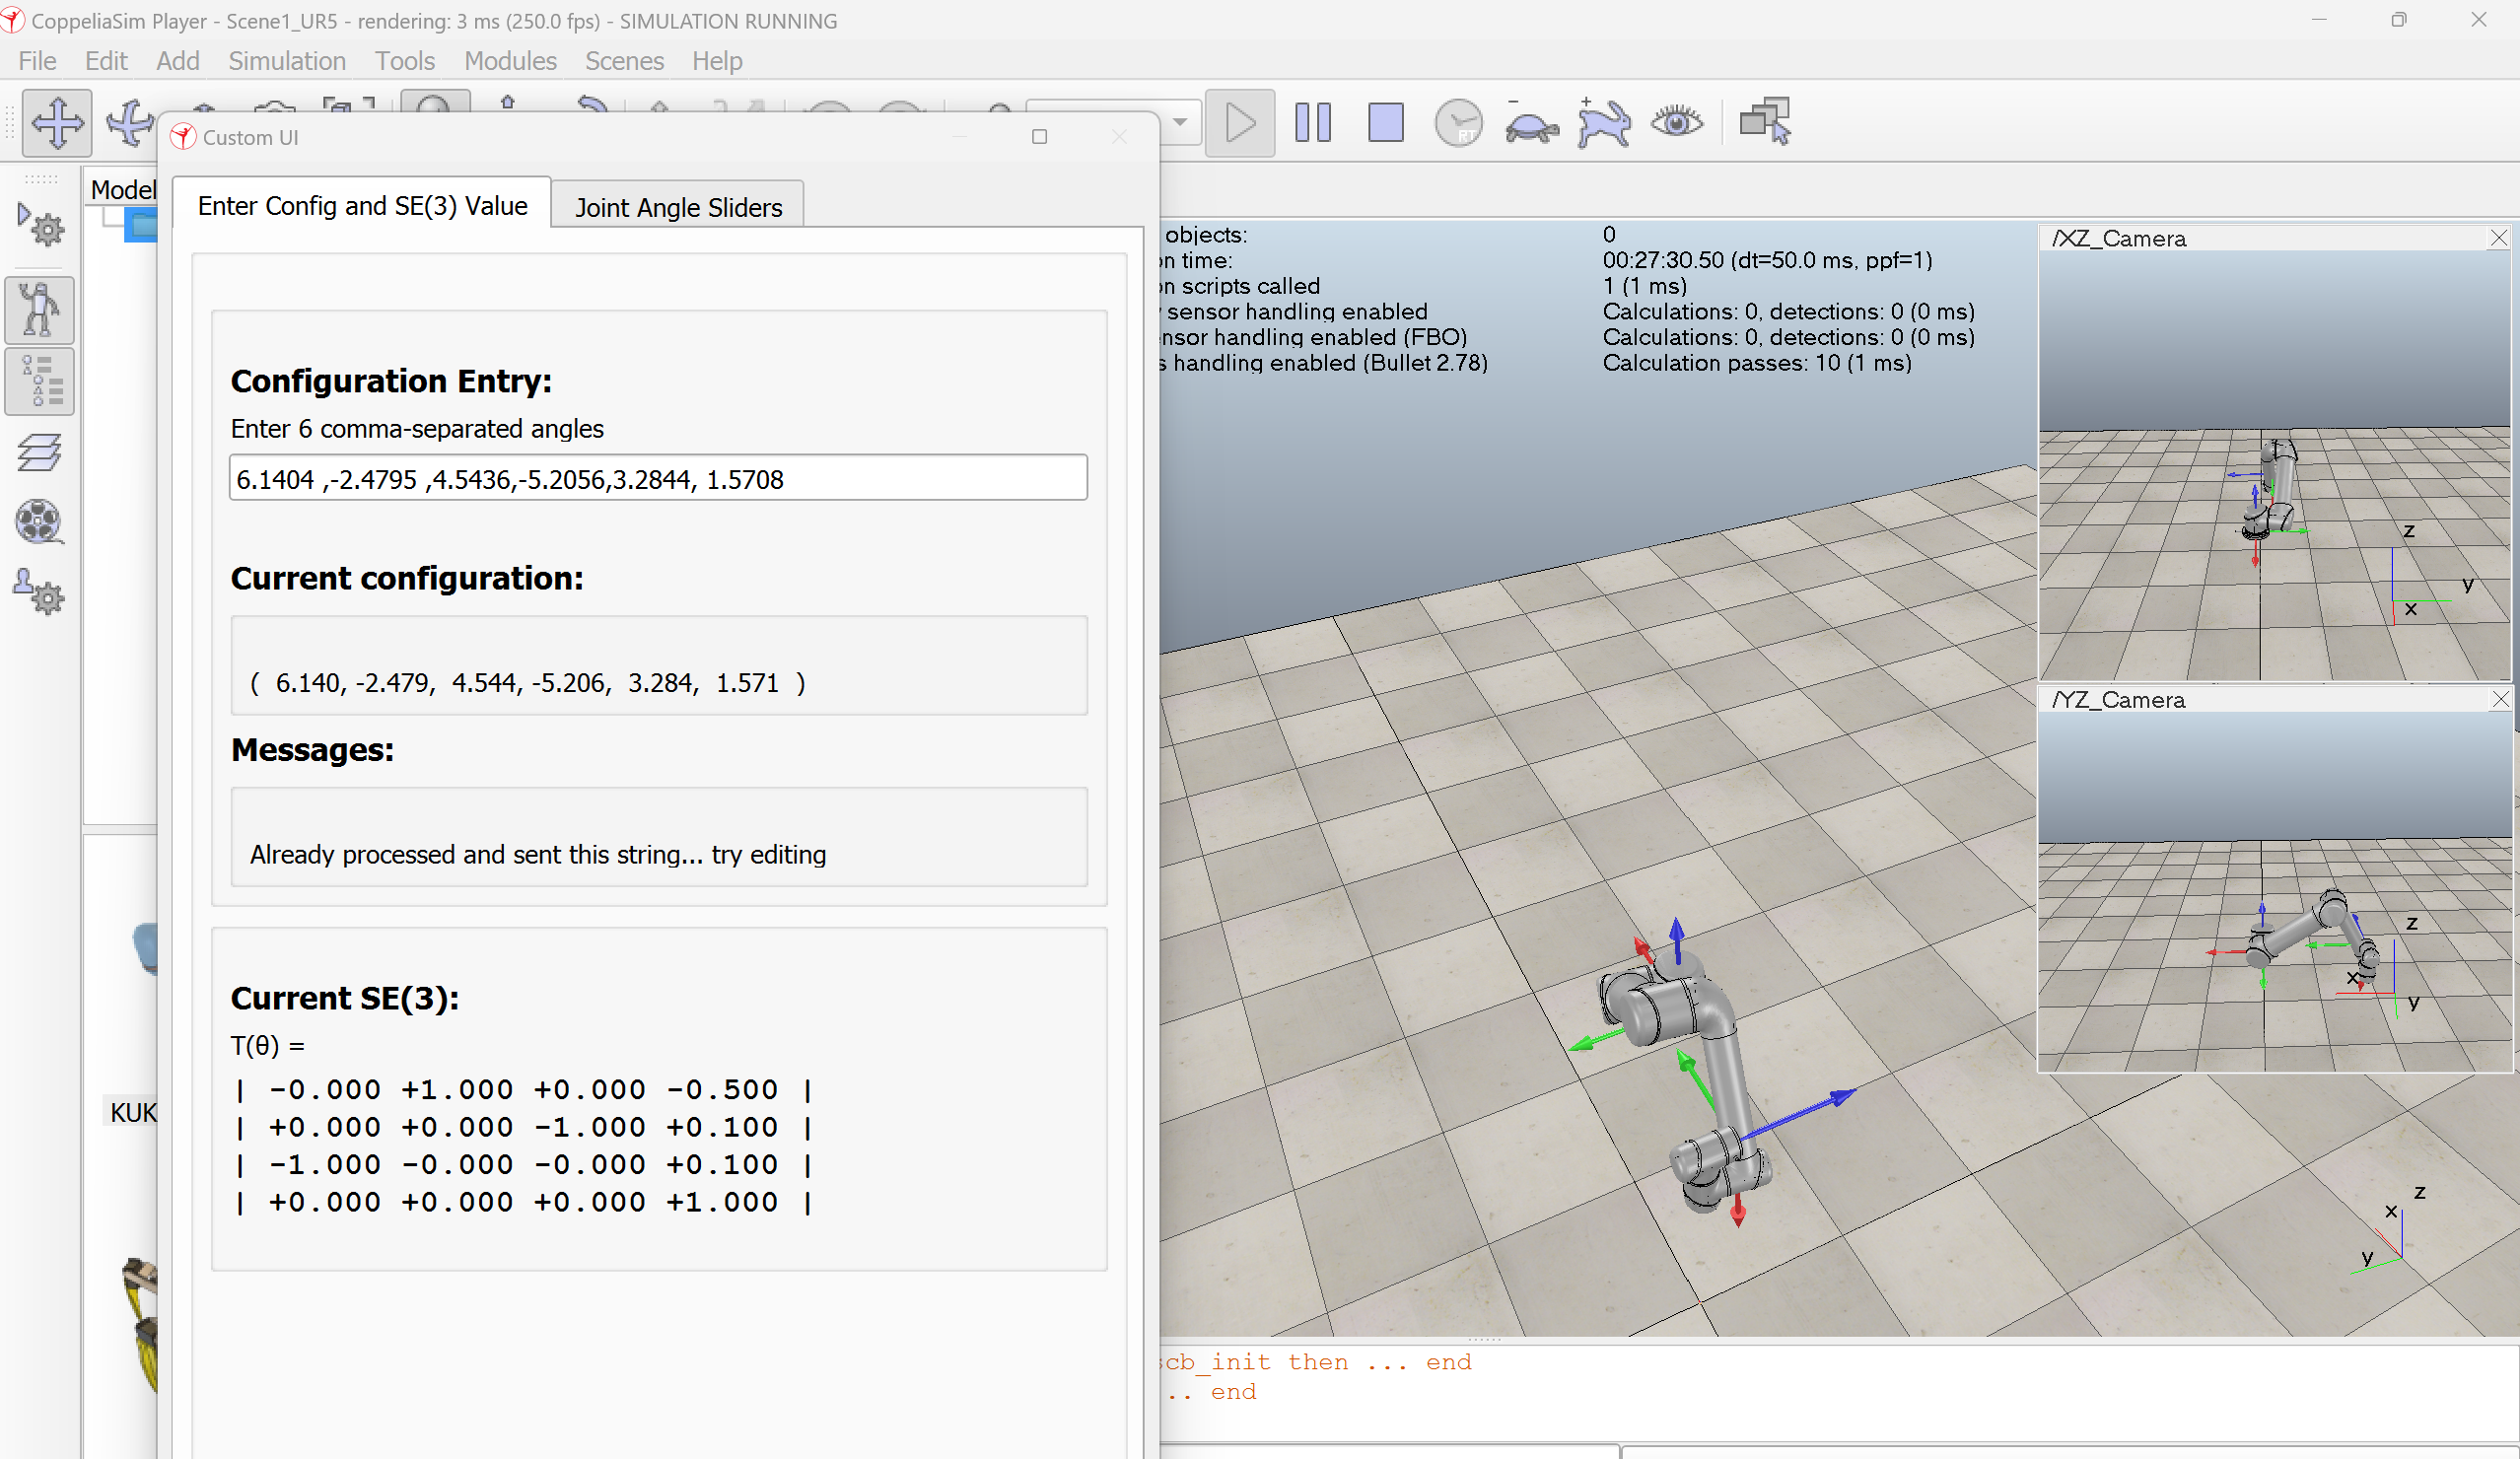 CoppeliaSim Player - Scene1_UR5 - rendering: 3 ms (250.0 fps) - SIMULATION RUNNING
File Edit Add Simulation Tools Modules Scenes Help
RT
Custom UI
Model
Enter Config and SE(3) Value
Joint Angle Sliders
Configuration Entry:
Enter 6 comma-separated angles
6.1404 ,-2.4795 ,4.5436,-5.2056,3.2844, 1.5708
Current configuration:
( 6.140, -2.479, 4.544, -5.206, 3.284, 1.571 )
Messages:
Already processed and sent this string... try editing
Current SE(3):
T(θ) =
| -0.000 +1.000 +0.000 -0.500 |
| +0.000 +0.000 -1.000 +0.100 |
| -1.000 -0.000 -0.000 +0.100 |
| +0.000 +0.000 +0.000 +1.000 |
KUK
objects: 0
on time: 00:27:30.50 (dt=50.0 ms, ppf=1)
on scripts called 1 (1 ms)
sensor handling enabled Calculations: 0, detections: 0 (0 ms)
ensor handling enabled (FBO) Calculations: 0, detections: 0 (0 ms)
s handling enabled (Bullet 2.78) Calculation passes: 10 (1 ms)
/XZ_Camera
z
y
x
/YZ_Camera
z
x
y
z
x
y
scb_init then ... end
.. end